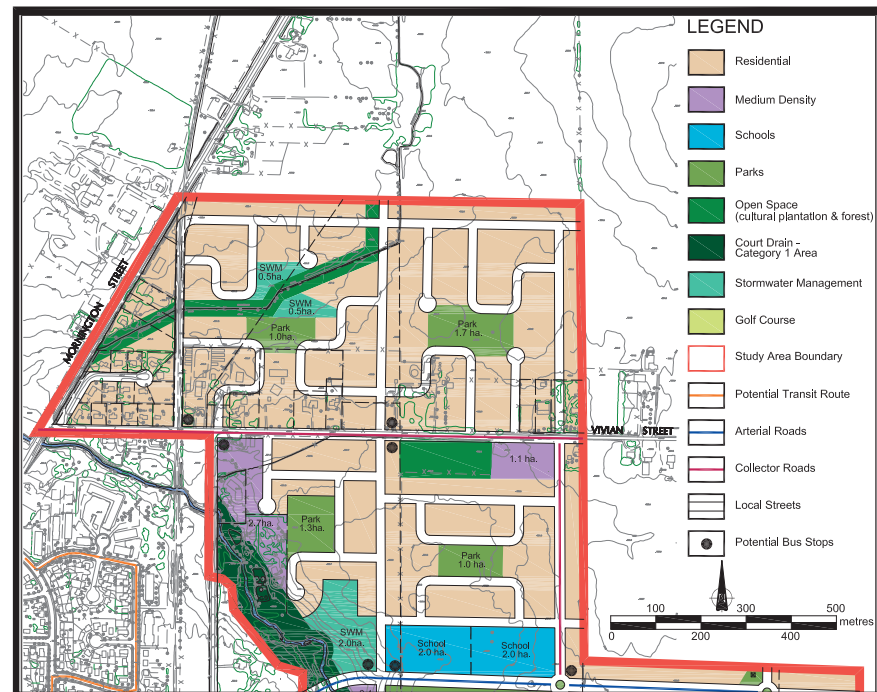 LEGEND
Residential
Medium Density
Schools
Parks
Open Space
(cultural plantation & forest)
Court Drain -
Category 1 Area
Stormwater Management
Golf Course
Study Area Boundary
Potential Transit Route
Arterial Roads
Collector Roads
Local Streets
Potential Bus Stops
100 300 500
metres
0 200 400
MORNINGTON STREET
SWM
0.5ha.
SWM
0.5ha.
Park
1.0ha.
Park
1.7 ha.
VIVIAN STREET
1.1 ha.
2.7ha.
Park
1.3ha.
Park
1.0 ha.
SWM
2.0ha.
School
2.0 ha.
School
2.0 ha.